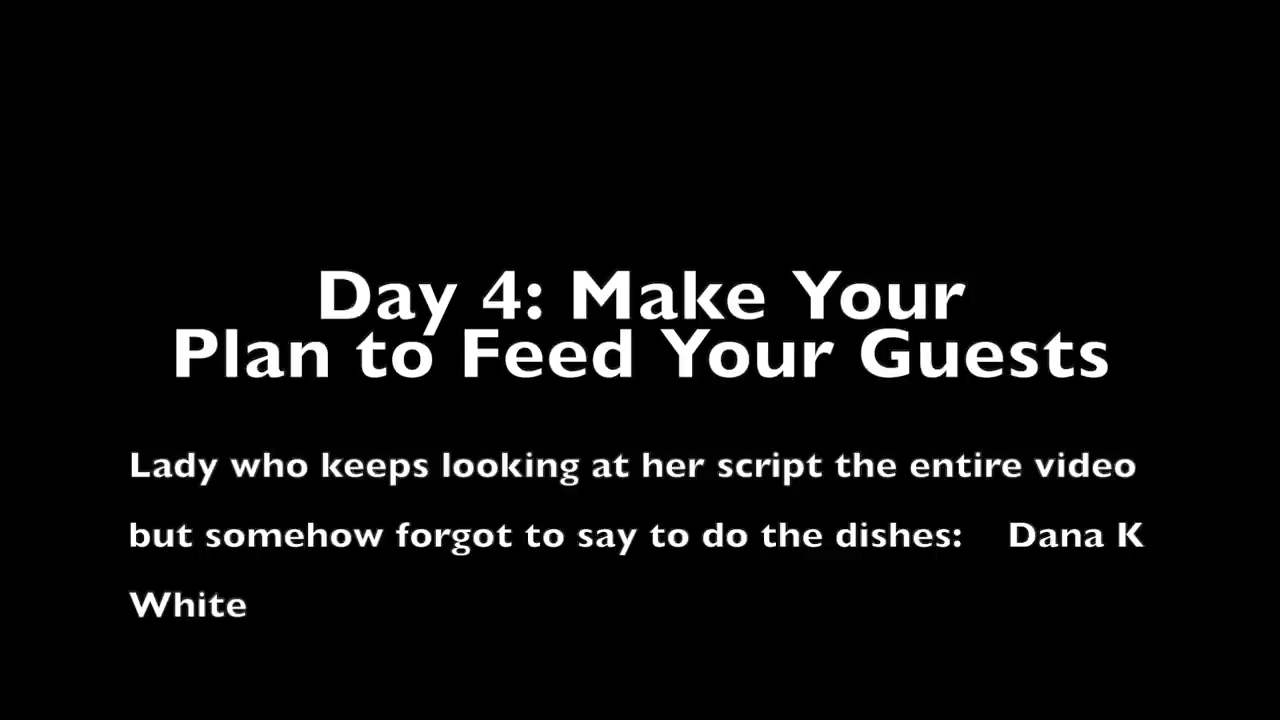 Day 4: Make Your
Plan to Feed Your Guests
Lady who keeps looking at her script the entire video
but somehow forgot to say to do the dishes: Dana K
White